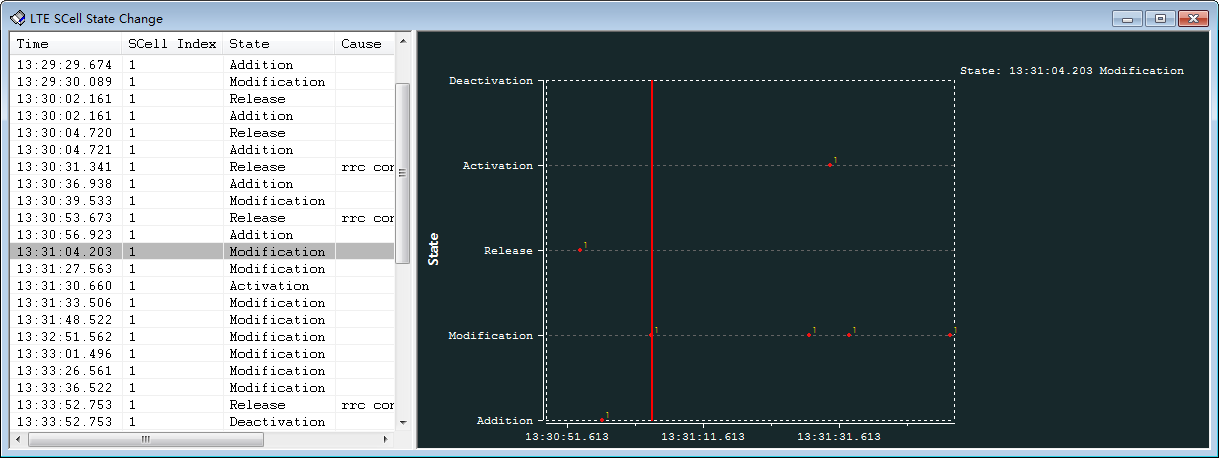 LTE SCell State Change
Time SCell Index State Cause
13:29:29.674 1 Addition
13:29:30.089 1 Modification
13:30:02.161 1 Release
13:30:02.161 1 Addition
13:30:04.720 1 Release
13:30:04.721 1 Addition
13:30:31.341 1 Release rrc con
13:30:36.938 1 Addition
13:30:39.533 1 Modification
13:30:53.673 1 Release rrc con
13:30:56.923 1 Addition
13:31:04.203 1 Modification
13:31:27.563 1 Modification
13:31:30.660 1 Activation
13:31:33.506 1 Modification
13:31:48.522 1 Modification
13:32:51.562 1 Modification
13:33:01.496 1 Modification
13:33:26.561 1 Modification
13:33:36.522 1 Modification
13:33:52.753 1 Release rrc con
13:33:52.753 1 Deactivation
State: 13:31:04.203 Modification
State
Deactivation
Activation 1
Release 1
Modification 1 1 1 1
Addition 1
13:30:51.613 13:31:11.613 13:31:31.613